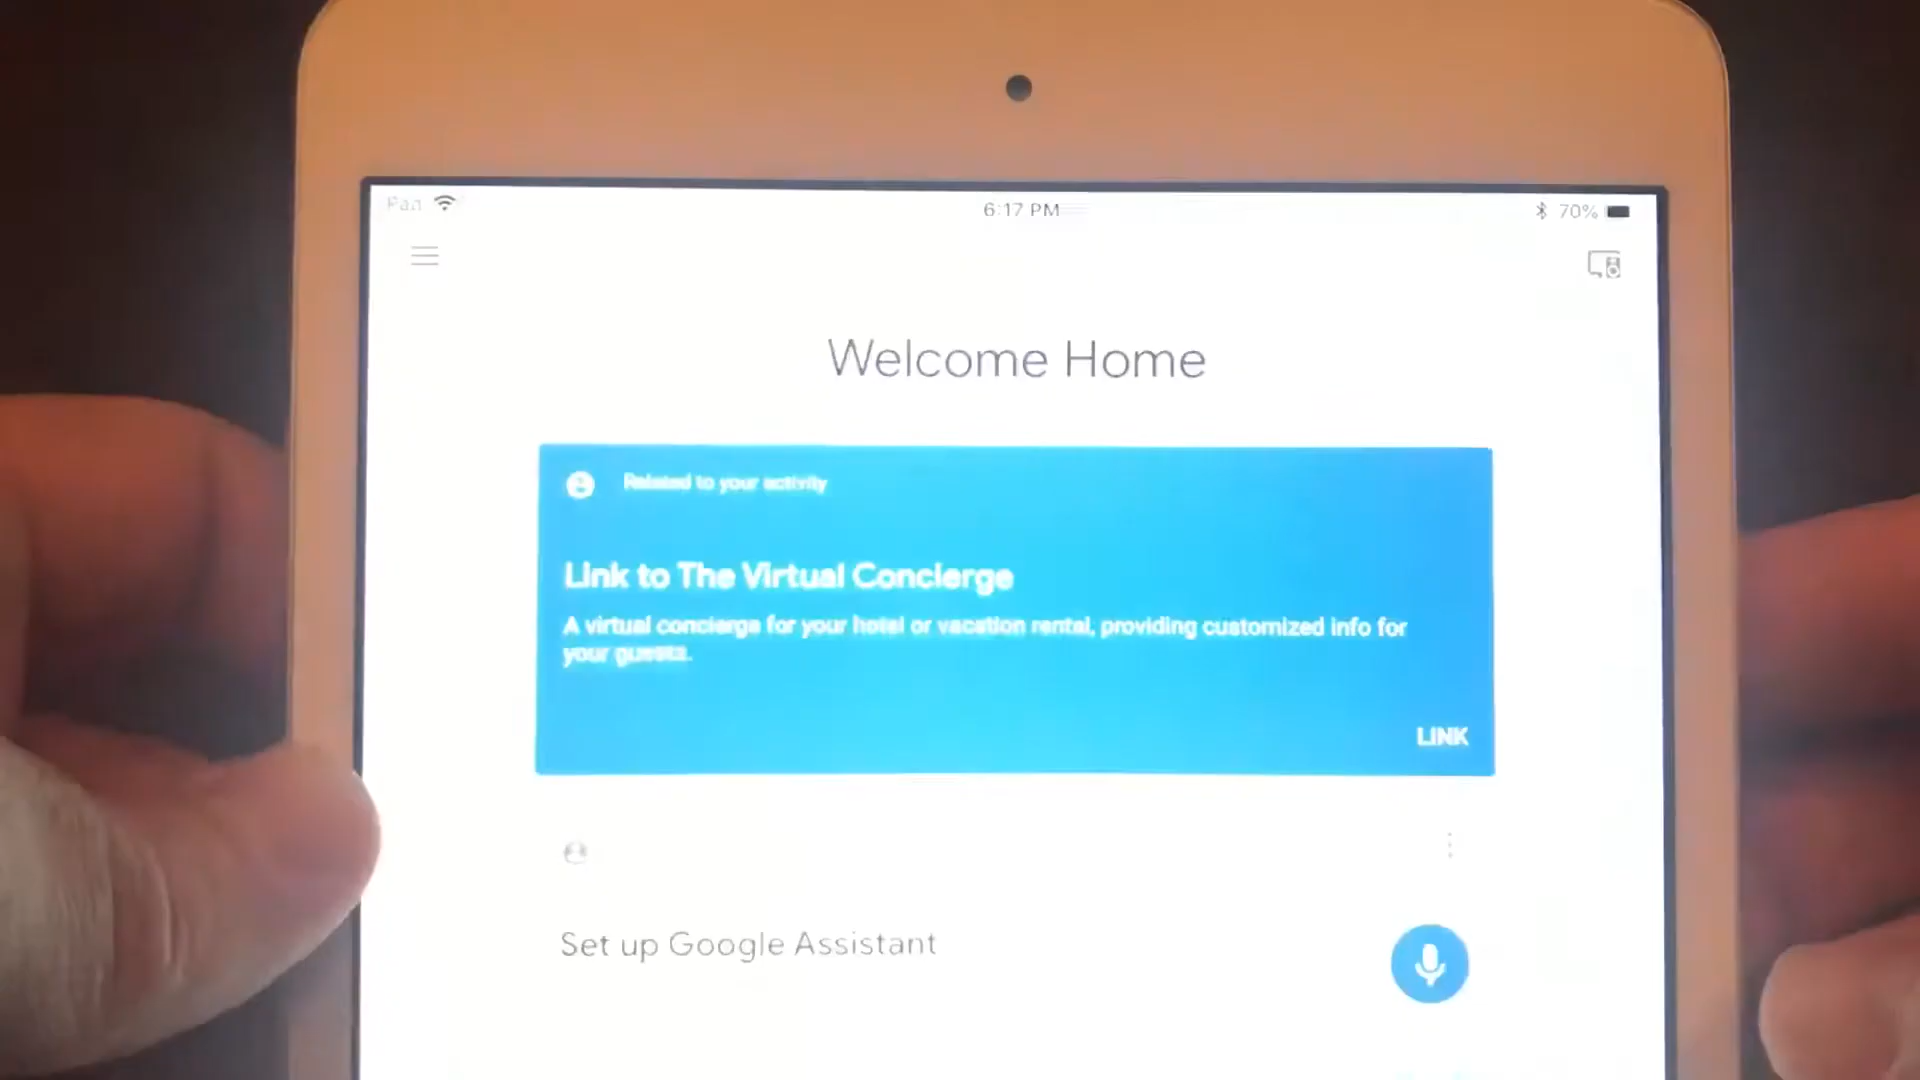 6:17 PM
70%
Welcome Home
Related to your activity
Link to The Virtual Concierge
A virtual concierge for your hotel or vacation rental, providing customized info for
your guests.
LINK
Set up Google Assistant